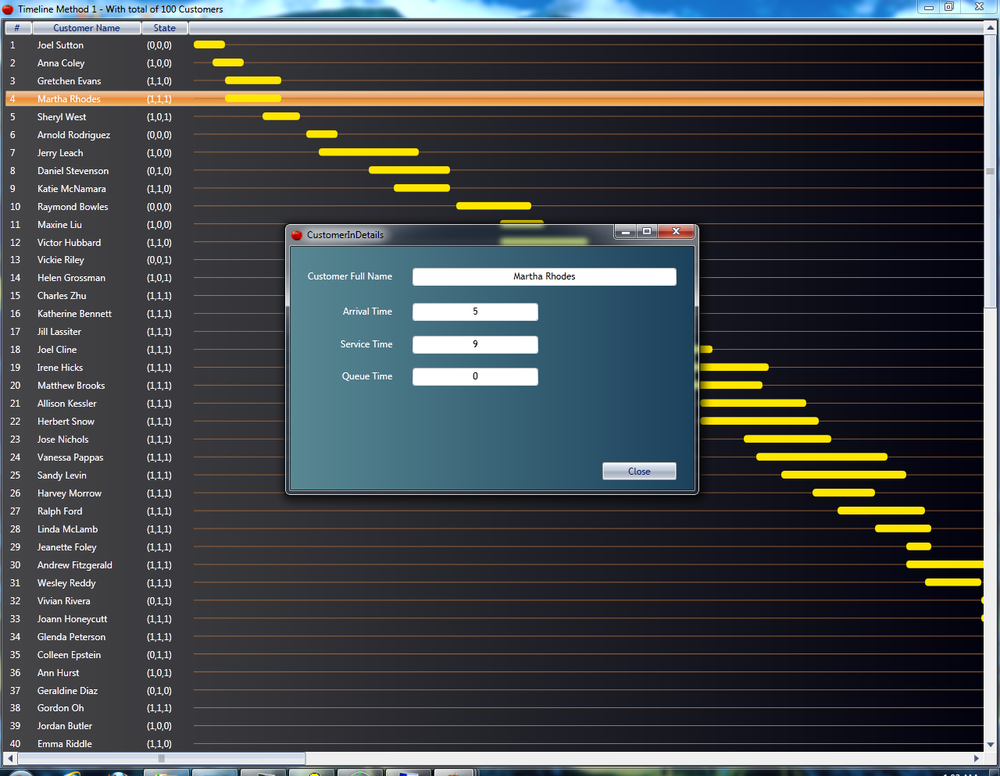 Timeline Method 1 - With total of 100 Customers
# Customer Name State
1 Joel Sutton (0,0,0)
2 Anna Coley (1,0,0)
3 Gretchen Evans (1,1,0)
4 Martha Rhodes (1,1,1)
5 Sheryl West (1,0,1)
6 Arnold Rodriguez (0,0,0)
7 Jerry Leach (1,0,0)
8 Daniel Stevenson (0,1,0)
9 Katie McNamara (1,1,0)
10 Raymond Bowles (0,0,0)
11 Maxine Liu (1,0,0)
12 Victor Hubbard (1,1,0)
13 Vickie Riley (0,0,1)
14 Helen Grossman (1,0,1)
15 Charles Zhu (1,1,1)
16 Katherine Bennett (1,1,1)
17 Jill Lassiter (1,1,1)
18 Joel Cline (1,1,1)
19 Irene Hicks (1,1,1)
20 Matthew Brooks (1,1,1)
21 Allison Kessler (1,1,1)
22 Herbert Snow (1,1,1)
23 Jose Nichols (1,1,1)
24 Vanessa Pappas (1,1,1)
25 Sandy Levin (1,1,1)
26 Harvey Morrow (1,1,1)
27 Ralph Ford (1,1,1)
28 Linda McLamb (1,1,1)
29 Jeanette Foley (1,1,1)
30 Andrew Fitzgerald (1,1,1)
31 Wesley Reddy (1,1,1)
32 Vivian Rivera (0,1,1)
33 Joann Honeycutt (1,1,1)
34 Glenda Peterson (1,1,1)
35 Colleen Epstein (0,1,1)
36 Ann Hurst (1,0,1)
37 Geraldine Diaz (0,1,0)
38 Gordon Oh (1,1,1)
39 Jordan Butler (1,0,0)
40 Emma Riddle (1,1,0)
CustomerInDetails
Customer Full Name Martha Rhodes
Arrival Time 5
Service Time 9
Queue Time 0
Close